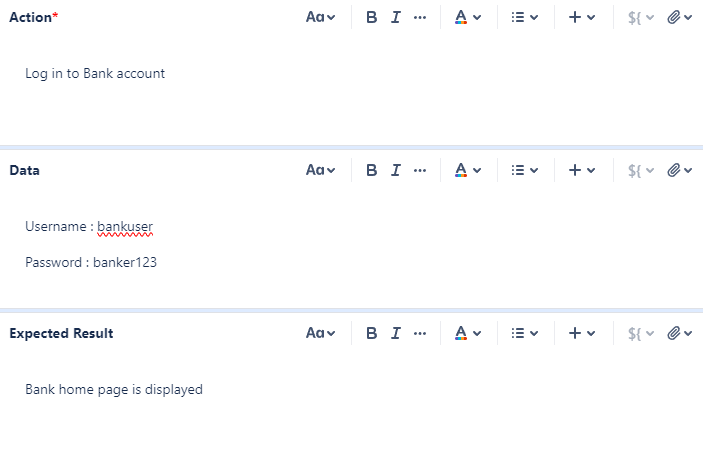 Action* Aa B I ... A + ${
Log in to Bank account
Data Aa B I ... A + ${
Username : bankuser
Password : banker123
Expected Result Aa B I ... A + ${
Bank home page is displayed